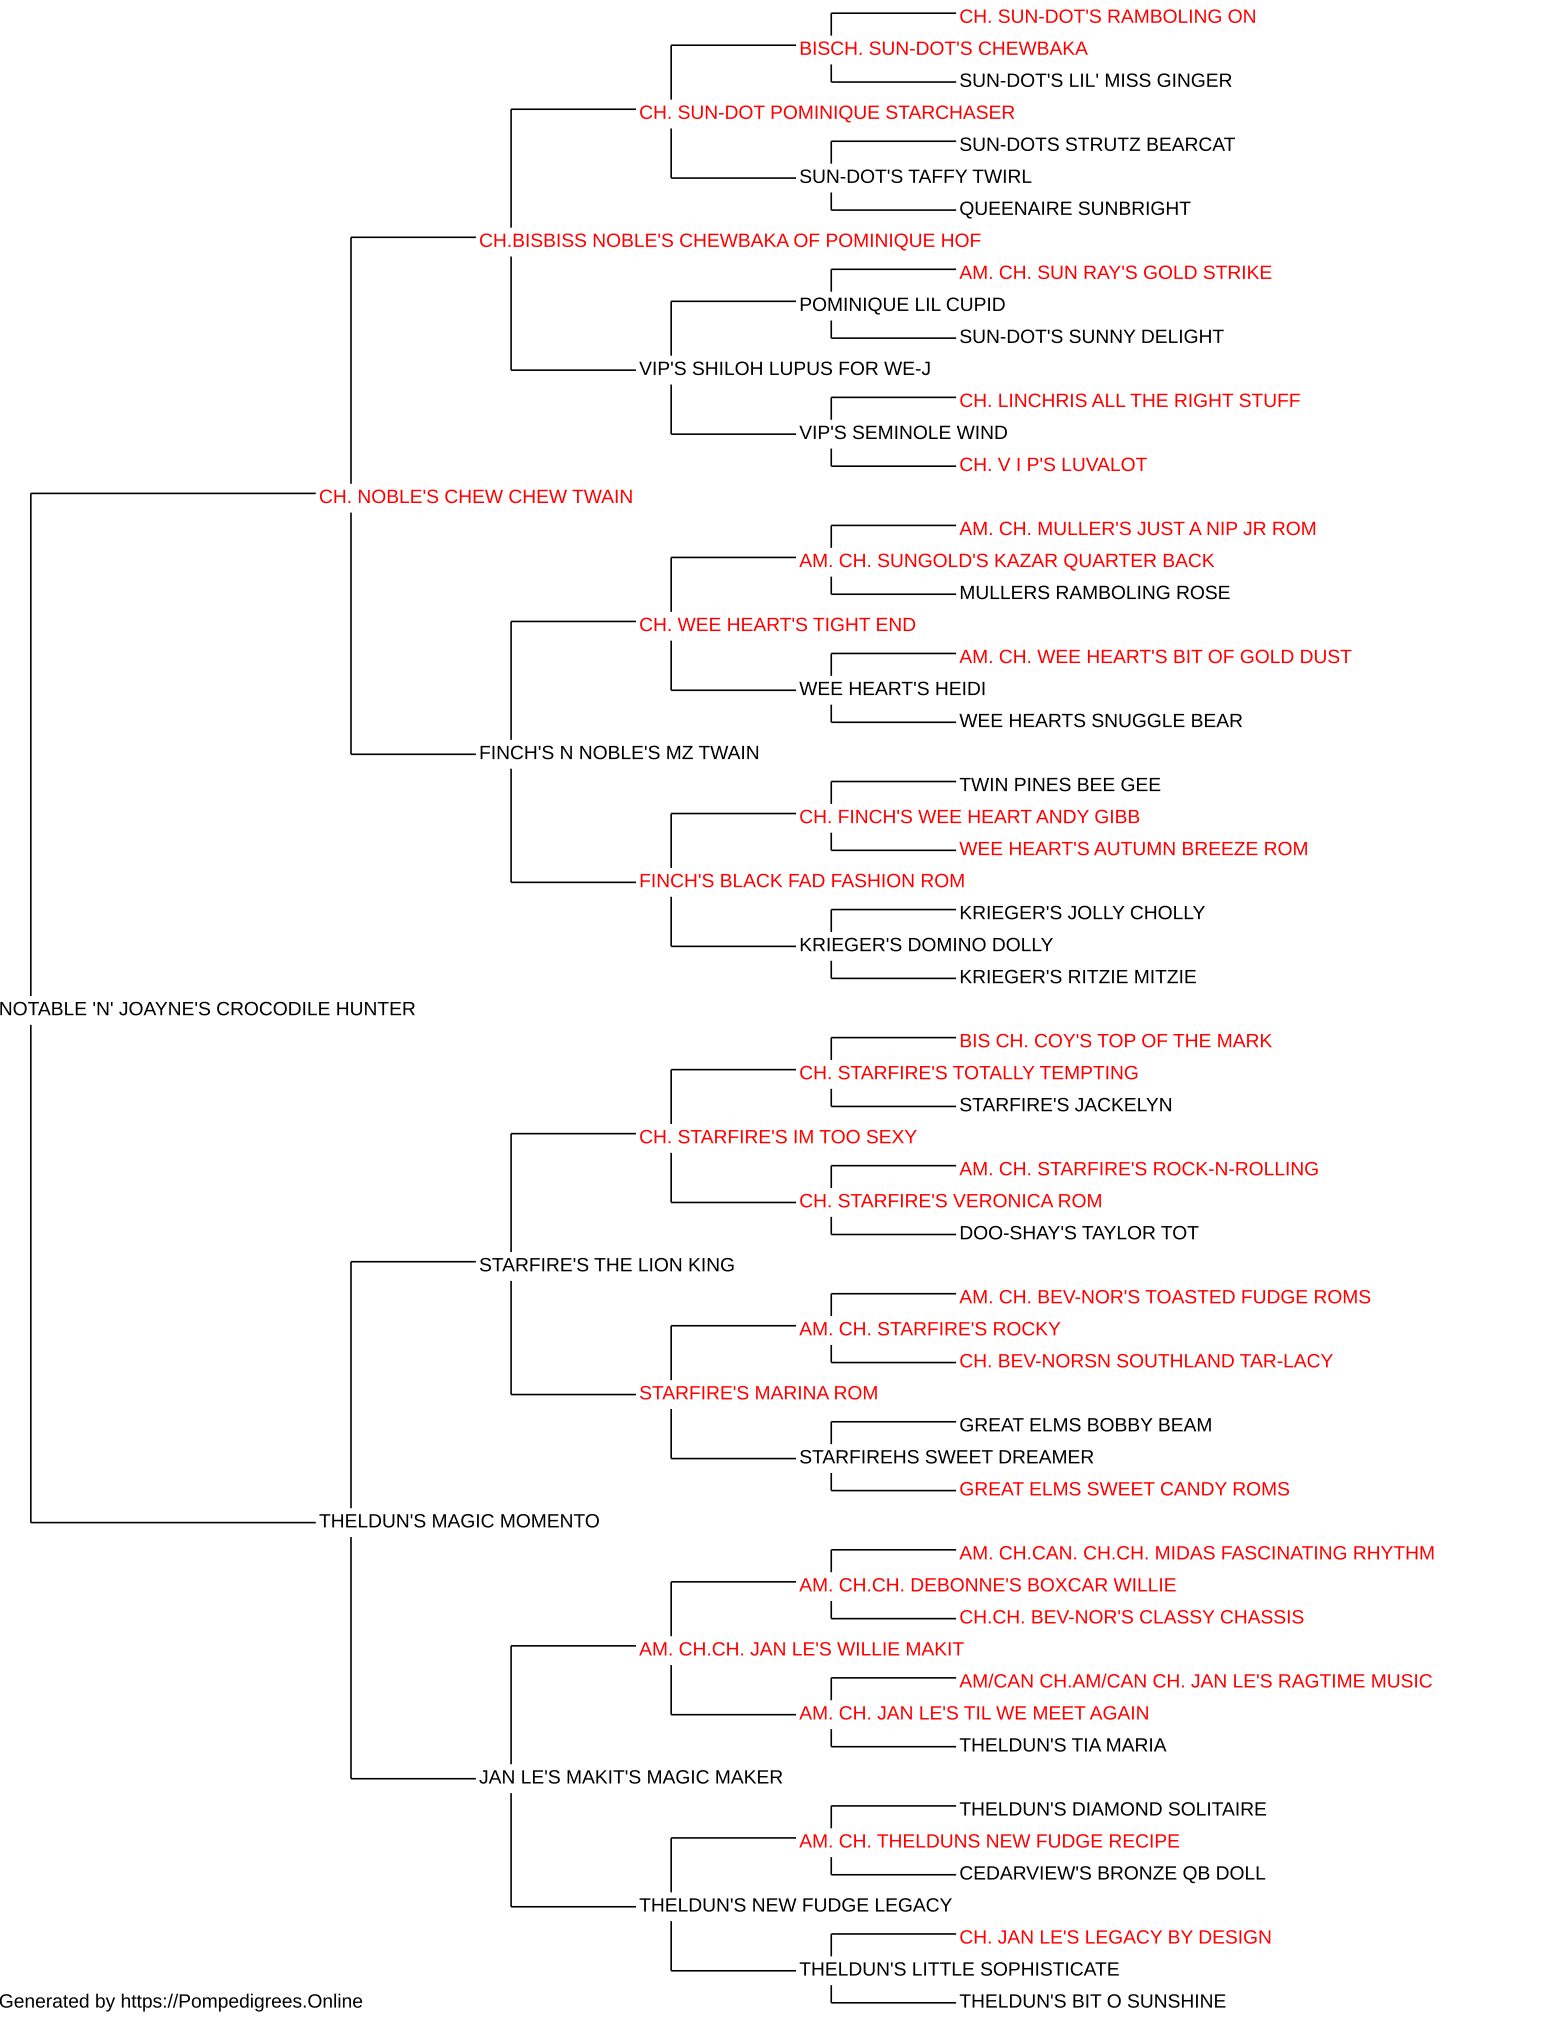 CH. SUN-DOT'S RAMBOLING ON
BISCH. SUN-DOT'S CHEWBAKA
SUN-DOT'S LIL' MISS GINGER
CH. SUN-DOT POMINIQUE STARCHASER
SUN-DOTS STRUTZ BEARCAT
SUN-DOT'S TAFFY TWIRL
QUEENAIRE SUNBRIGHT
CH.BISBISS NOBLE'S CHEWBAKA OF POMINIQUE HOF
AM. CH. SUN RAY'S GOLD STRIKE
POMINIQUE LIL CUPID
SUN-DOT'S SUNNY DELIGHT
VIP'S SHILOH LUPUS FOR WE-J
CH. LINCHRIS ALL THE RIGHT STUFF
VIP'S SEMINOLE WIND
CH. V I P'S LUVALOT
CH. NOBLE'S CHEW CHEW TWAIN
AM. CH. MULLER'S JUST A NIP JR ROM
AM. CH. SUNGOLD'S KAZAR QUARTER BACK
MULLERS RAMBOLING ROSE
CH. WEE HEART'S TIGHT END
AM. CH. WEE HEART'S BIT OF GOLD DUST
WEE HEART'S HEIDI
WEE HEARTS SNUGGLE BEAR
FINCH'S N NOBLE'S MZ TWAIN
TWIN PINES BEE GEE
CH. FINCH'S WEE HEART ANDY GIBB
WEE HEART'S AUTUMN BREEZE ROM
FINCH'S BLACK FAD FASHION ROM
KRIEGER'S JOLLY CHOLLY
KRIEGER'S DOMINO DOLLY
KRIEGER'S RITZIE MITZIE
NOTABLE 'N' JOAYNE'S CROCODILE HUNTER
BIS CH. COY'S TOP OF THE MARK
CH. STARFIRE'S TOTALLY TEMPTING
STARFIRE'S JACKELYN
CH. STARFIRE'S IM TOO SEXY
AM. CH. STARFIRE'S ROCK-N-ROLLING
CH. STARFIRE'S VERONICA ROM
DOO-SHAY'S TAYLOR TOT
STARFIRE'S THE LION KING
AM. CH. BEV-NOR'S TOASTED FUDGE ROMS
AM. CH. STARFIRE'S ROCKY
CH. BEV-NORSN SOUTHLAND TAR-LACY
STARFIRE'S MARINA ROM
GREAT ELMS BOBBY BEAM
STARFIREHS SWEET DREAMER
GREAT ELMS SWEET CANDY ROMS
THELDUN'S MAGIC MOMENTO
AM. CH.CAN. CH.CH. MIDAS FASCINATING RHYTHM
AM. CH.CH. DEBONNE'S BOXCAR WILLIE
CH.CH. BEV-NOR'S CLASSY CHASSIS
AM. CH.CH. JAN LE'S WILLIE MAKIT
AM/CAN CH.AM/CAN CH. JAN LE'S RAGTIME MUSIC
AM. CH. JAN LE'S TIL WE MEET AGAIN
THELDUN'S TIA MARIA
JAN LE'S MAKIT'S MAGIC MAKER
THELDUN'S DIAMOND SOLITAIRE
AM. CH. THELDUNS NEW FUDGE RECIPE
CEDARVIEW'S BRONZE QB DOLL
THELDUN'S NEW FUDGE LEGACY
CH. JAN LE'S LEGACY BY DESIGN
THELDUN'S LITTLE SOPHISTICATE
THELDUN'S BIT O SUNSHINE
Generated by https://Pompedigrees.Online